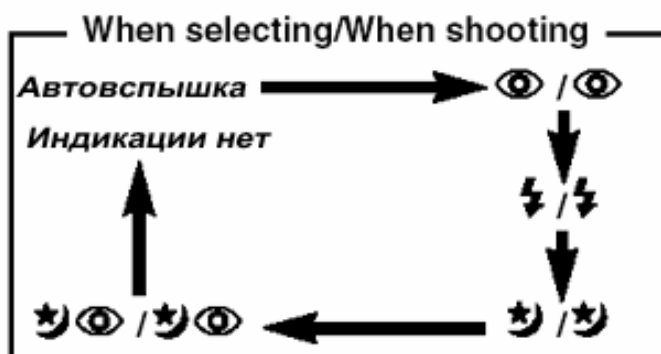 When selecting/When shooting
Автовспышка
/
Индикации нет
/
/ /